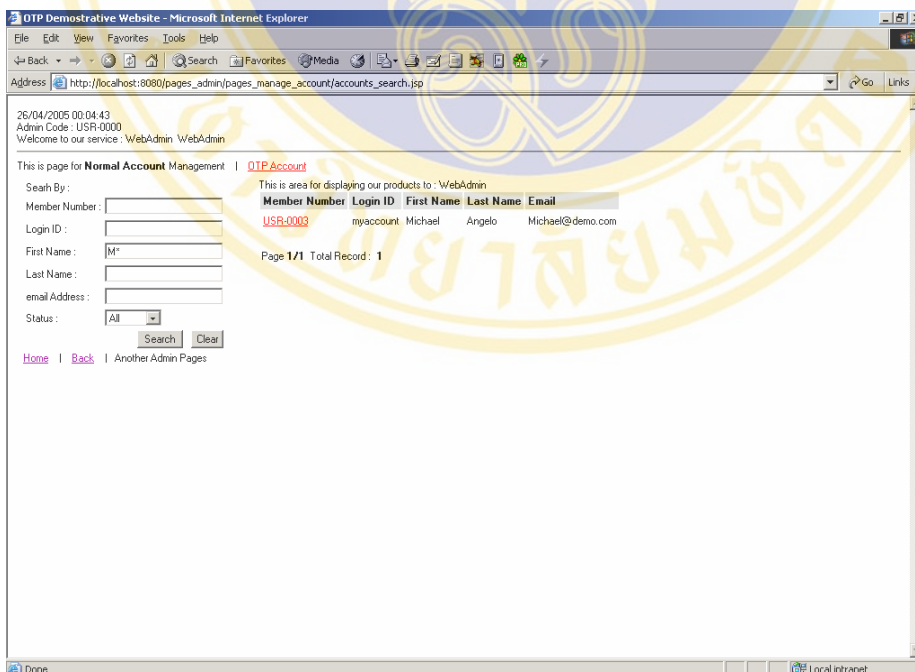 OTP Demostrative Website - Microsoft Internet Explorer
File Edit View Favorites Tools Help
Back Search Favorites Media
Address http://localhost:8080/pages_admin/pages_manage_account/accounts_search.jsp Go Links
26/04/2005 00:04:43
Admin Code : USR-0000
Welcome to our service : WebAdmin WebAdmin
This is page for Normal Account Management | OTP Account
Searh By :
Member Number :
Login ID :
First Name : M*
Last Name :
email Address :
Status : All
Search Clear
Home | Back | Another Admin Pages
This is area for displaying our products to : WebAdmin
Member Number Login ID First Name Last Name Email
USR-0003 myaccount Michael Angelo Michael@demo.com
Page 1/1 Total Record : 1
Done Local intranet